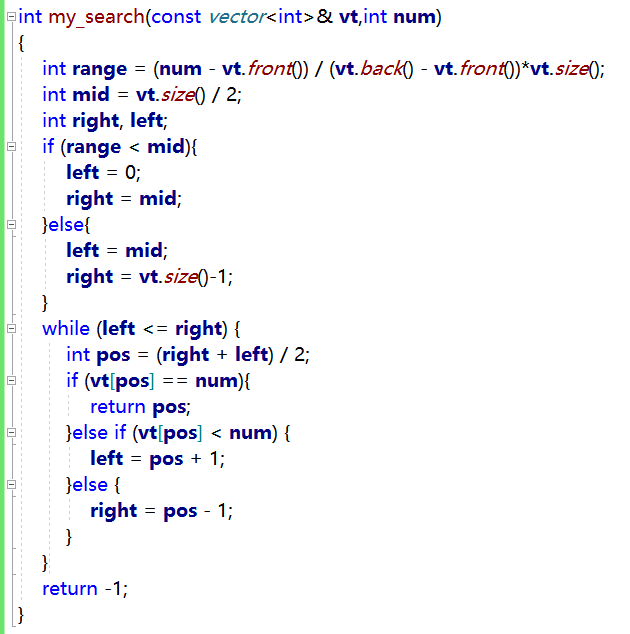 int my_search(const vector<int>& vt,int num)
{
int range = (num - vt.front()) / (vt.back() - vt.front())*vt.size();
int mid = vt.size() / 2;
int right, left;
if (range < mid){
left = 0;
right = mid;
}else{
left = mid;
right = vt.size()-1;
}
while (left <= right) {
int pos = (right + left) / 2;
if (vt[pos] == num){
return pos;
}else if (vt[pos] < num) {
left = pos + 1;
}else {
right = pos - 1;
}
}
return -1;
}